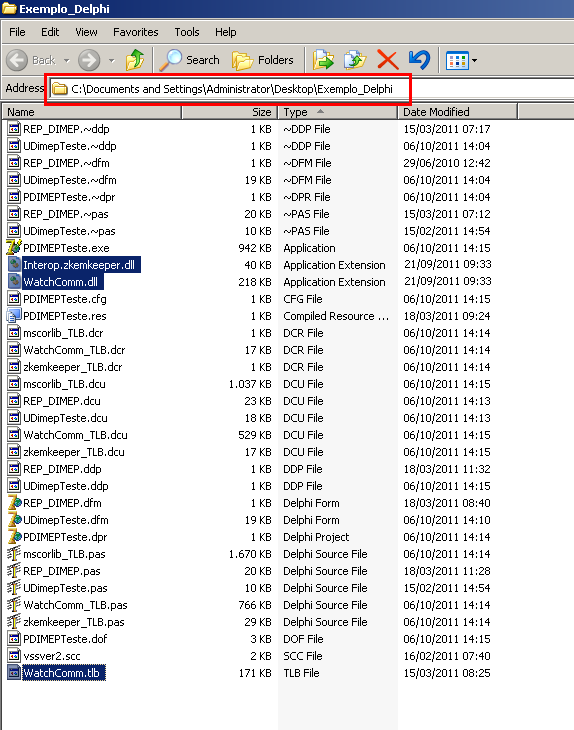 Exemplo_Delphi
File Edit View Favorites Tools Help
Back Search Folders
Address C:\Documents and Settings\Administrator\Desktop\Exemplo_Delphi
Name Size Type Date Modified
REP_DIMEP.~ddp 1 KB ~DDP File 15/03/2011 07:17
UDimepTeste.~ddp 1 KB ~DDP File 06/10/2011 14:04
REP_DIMEP.~dfm 1 KB ~DFM File 29/06/2010 12:42
UDimepTeste.~dfm 19 KB ~DFM File 06/10/2011 14:04
PDIMEPTeste.~dpr 1 KB ~DPR File 06/10/2011 14:04
REP_DIMEP.~pas 20 KB ~PAS File 15/03/2011 07:12
UDimepTeste.~pas 10 KB ~PAS File 15/02/2011 14:54
PDIMEPTeste.exe 942 KB Application 06/10/2011 14:15
Interop.zkemkeeper.dll 40 KB Application Extension 21/09/2011 09:33
WatchComm.dll 218 KB Application Extension 21/09/2011 09:33
PDIMEPTeste.cfg 1 KB CFG File 06/10/2011 14:15
PDIMEPTeste.res 1 KB Compiled Resource ... 18/03/2011 09:24
mscorlib_TLB.dcr 1 KB DCR File 06/10/2011 14:14
WatchComm_TLB.dcr 17 KB DCR File 06/10/2011 14:14
zkemkeeper_TLB.dcr 1 KB DCR File 06/10/2011 14:14
mscorlib_TLB.dcu 1.037 KB DCU File 06/10/2011 14:15
REP_DIMEP.dcu 23 KB DCU File 06/10/2011 14:13
UDimepTeste.dcu 18 KB DCU File 06/10/2011 14:13
WatchComm_TLB.dcu 529 KB DCU File 06/10/2011 14:15
zkemkeeper_TLB.dcu 17 KB DCU File 06/10/2011 14:15
REP_DIMEP.ddp 1 KB DDP File 18/03/2011 11:32
UDimepTeste.ddp 1 KB DDP File 06/10/2011 14:15
REP_DIMEP.dfm 1 KB Delphi Form 18/03/2011 08:40
UDimepTeste.dfm 19 KB Delphi Form 06/10/2011 14:10
PDIMEPTeste.dpr 1 KB Delphi Project 06/10/2011 14:14
mscorlib_TLB.pas 1.670 KB Delphi Source File 06/10/2011 14:14
REP_DIMEP.pas 20 KB Delphi Source File 18/03/2011 11:28
UDimepTeste.pas 10 KB Delphi Source File 15/02/2011 14:54
WatchComm_TLB.pas 766 KB Delphi Source File 06/10/2011 14:14
zkemkeeper_TLB.pas 29 KB Delphi Source File 06/10/2011 14:14
PDIMEPTeste.dof 3 KB DOF File 06/10/2011 14:15
vssver2.scc 2 KB SCC File 16/02/2011 07:40
WatchComm.tlb 171 KB TLB File 15/03/2011 08:25